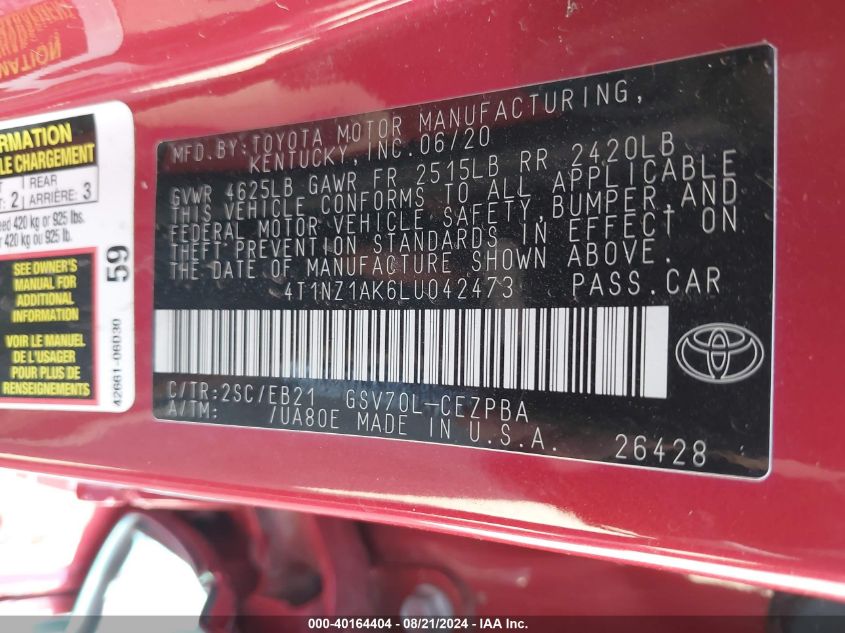 MFD.BY:TOYOTA MOTOR MANUFACTURING,
KENTUCKY, INC. 06/20
GVWR 4625LB GAWR FR 2515LB RR 2420LB
THIS VEHICLE CONFORMS TO ALL APPLICABLE
FEDERAL MOTOR VEHICLE SAFETY, BUMPER, AND
THEFT PREVENTION STANDARDS IN EFFECT ON
THE DATE OF MANUFACTURE SHOWN ABOVE.
4T1NZ1AK6LU042473 PASS.CAR
C/TR:2SC/EB21 GSV70L-CEZPBA
A/TM: /UA80E MADE IN U.S.A.
26428
LE CHARGEMENT
REAR
2 ARRIÈRE: 3
420 kg or 925 lbs.
420 kg ou 925 lb.
SEE OWNER'S
MANUAL FOR
ADDITIONAL
INFORMATION
VOIR LE MANUEL
DE L'USAGER
POUR PLUS DE
RENSEIGNEMENTS
59
42661-06D30
000-40164404 - 08/21/2024 - IAA Inc.